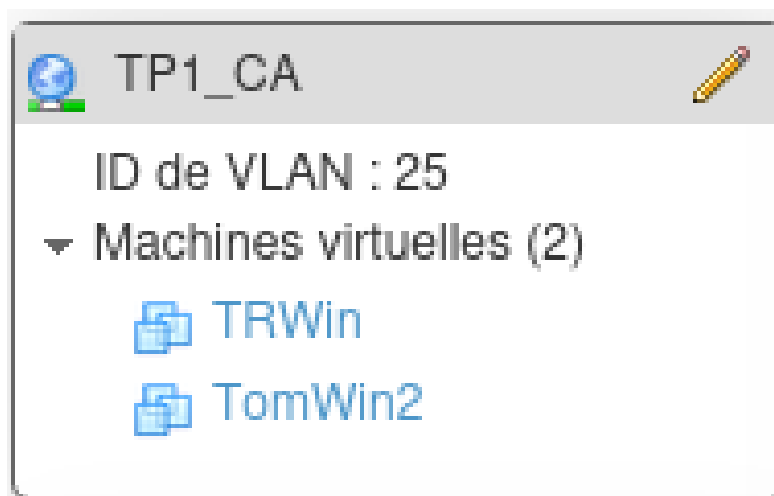 TP1_CA
ID de VLAN : 25
Machines virtuelles (2)
TRWin
TomWin2